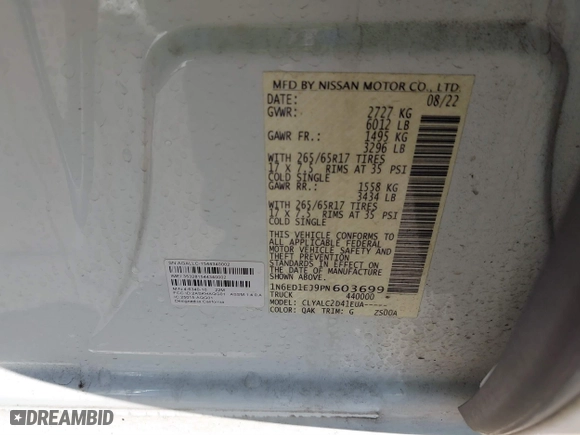 MFD BY NISSAN MOTOR CO., LTD.
DATE: 08/22
GVWR: 2727 KG
6012 LB
GAWR FR.: 1495 KG
3296 LB
WITH 265/65R17 TIRES
17 X 7.5 RIMS AT 35 PSI
COLD SINGLE
GAWR RR.: 1558 KG
3434 LB
WITH 265/65R17 TIRES
17 X 7.5 RIMS AT 35 PSI
COLD SINGLE
THIS VEHICLE CONFORMS TO ALL
APPLICABLE FEDERAL MOTOR
VEHICLE SAFETY AND
THEFT PREVENTION STANDARDS
IN EFFECT ON THE DATE OF
MANUFACTURE SHOWN ABOVE.
1N6ED1EJ9PN603699
TRUCK 440000
CLYALC2D41EUA-----
COLOR: QAK TRIM: G 2500A
DREAMBID
DREAMBID.COM